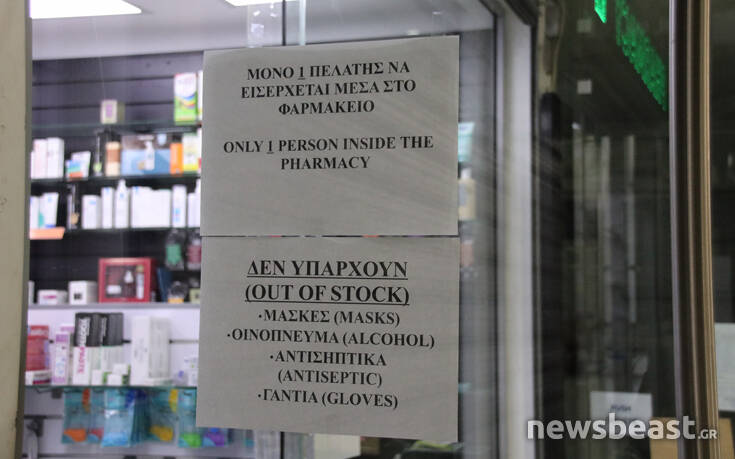 ΜΟΝΟ 1 ΠΕΛΑΤΗΣ ΝΑ
ΕΙΣΕΡΧΕΤΑΙ ΜΕΣΑ ΣΤΟ
ΦΑΡΜΑΚΕΙΟ
ONLY 1 PERSON INSIDE THE
PHARMACY
ΔΕΝ ΥΠΑΡΧΟΥΝ
(OUT OF STOCK)
·ΜΑΣΚΕΣ (MASKS)
·ΟΙΝΟΠΝΕΥΜΑ (ALCOHOL)
·ΑΝΤΙΣΗΠΤΙΚΑ
(ANTISEPTIC)
·ΓΑΝΤΙΑ (GLOVES)
newsbeast.GR